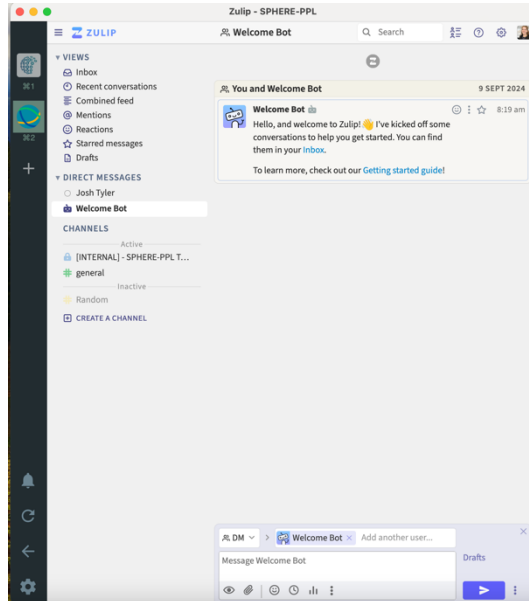 Zulip - SPHERE-PPL
ZULIP
Welcome Bot
Search
⌘1
⌘2
VIEWS
Inbox
Recent conversations
Combined feed
Mentions
Reactions
Starred messages
Drafts
DIRECT MESSAGES
Josh Tyler
Welcome Bot
CHANNELS
Active
[INTERNAL] - SPHERE-PPL T...
general
Inactive
Random
CREATE A CHANNEL
You and Welcome Bot 9 SEPT 2024
Welcome Bot 8:19 am
Hello, and welcome to Zulip! 👋 I've kicked off some
conversations to help you get started. You can find
them in your Inbox.
To learn more, check out our Getting started guide!
DM > Welcome Bot × Add another user...
Message Welcome Bot
Drafts